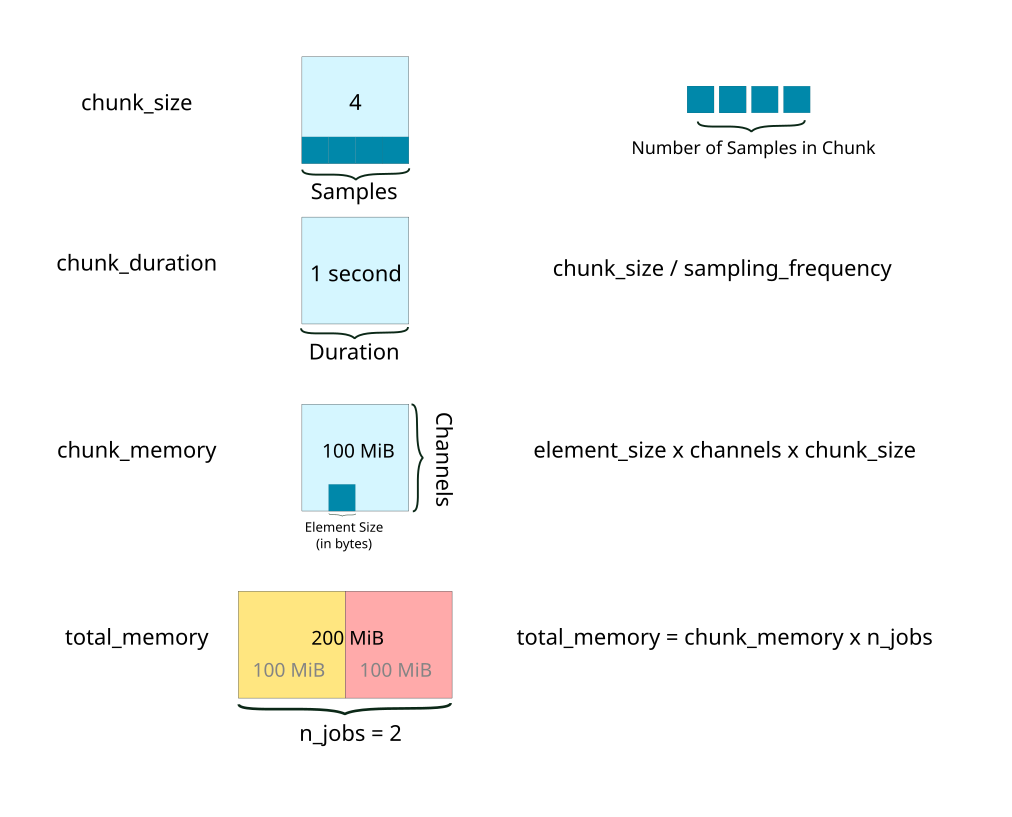 chunk_size
4
Samples
Number of Samples in Chunk
chunk_duration
1 second
Duration
chunk_size / sampling_frequency
chunk_memory
100 MiB
Channels
Element Size
(in bytes)
element_size x channels x chunk_size
total_memory
200 MiB
100 MiB
100 MiB
n_jobs = 2
total_memory = chunk_memory x n_jobs